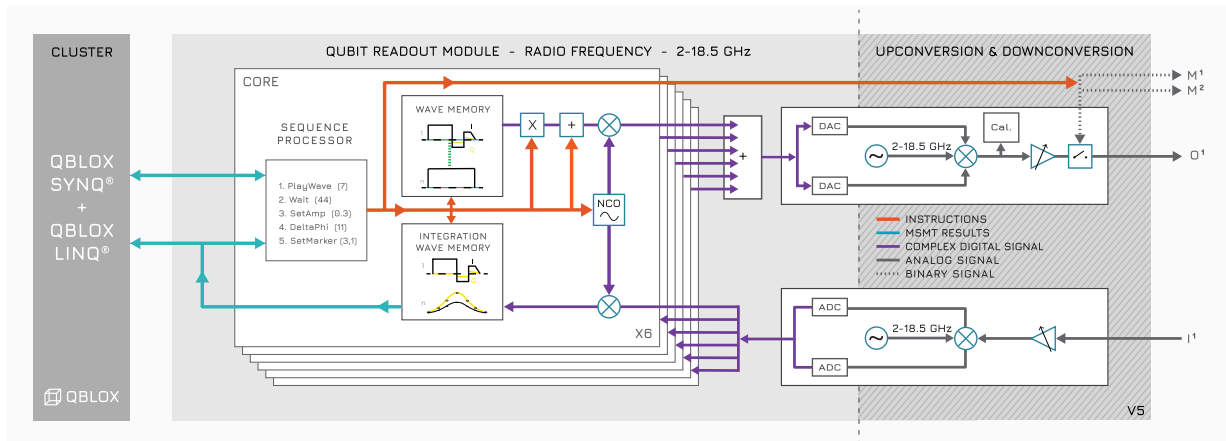 CLUSTER
QBLOX
SYNQ®
+
QBLOX
LINQ®
QBLOX
QUBIT READOUT MODULE - RADIO FREQUENCY - 2-18.5 GHz
UPCONVERSION & DOWNCONVERSION
CORE
SEQUENCE
PROCESSOR
1. PlayWave (7)
2. Wait (44)
3. SetAmp (0.3)
4. DeltaPhi (11)
5. SetMarker (3,1)
WAVE MEMORY
1
n
X
+
NCO
INTEGRATION
WAVE MEMORY
1
n
X6
+
DAC
2-18.5 GHz
DAC
Cal.
M¹
M²
O¹
INSTRUCTIONS
MSMT RESULTS
COMPLEX DIGITAL SIGNAL
ANALOG SIGNAL
BINARY SIGNAL
ADC
2-18.5 GHz
ADC
I¹
V5